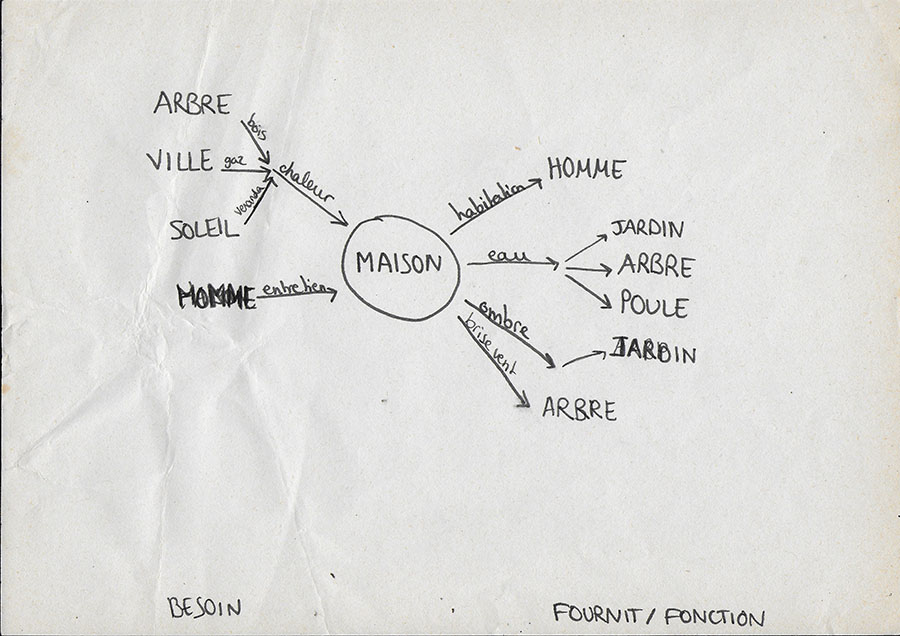 ARBRE
bois
VILLE gaz
chaleur
veranda
SOLEIL
HOMME entretien
MAISON
habitation
HOMME
eau
JARDIN
ARBRE
POULE
ombre
JARDIN
brise vent
ARBRE
BESOIN
FOURNIT / FONCTION